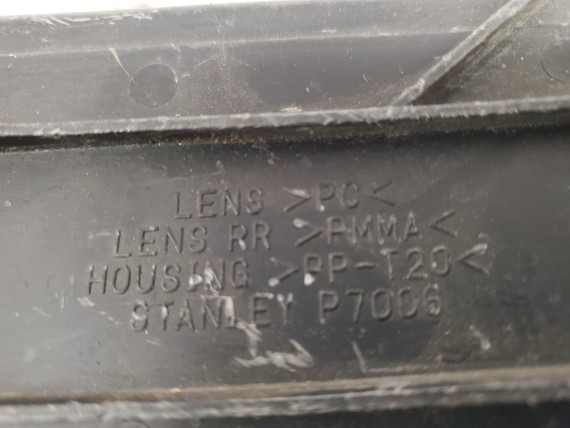 LENS >PC<
LENS RR >PMMA<
HOUSING >PP-T20<
STANLEY P7006